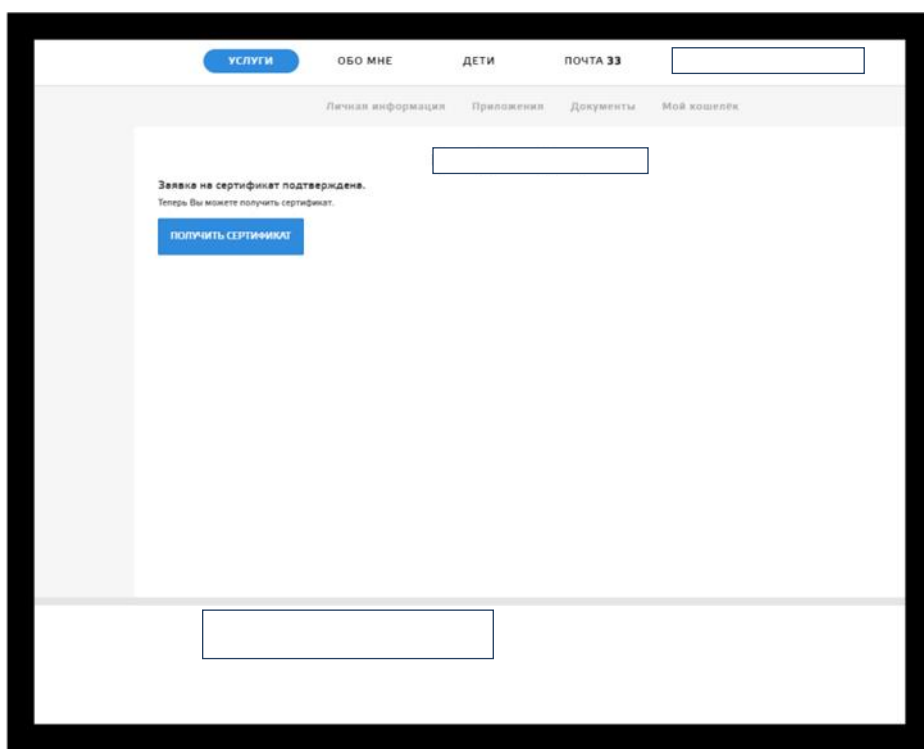 УСЛУГИ ОБО МНЕ ДЕТИ ПОЧТА 33
Личная информация Приложения Документы Мой кошелёк
Заявка на сертификат подтверждена.
Теперь Вы можете получить сертификат.
ПОЛУЧИТЬ СЕРТИФИКАТ